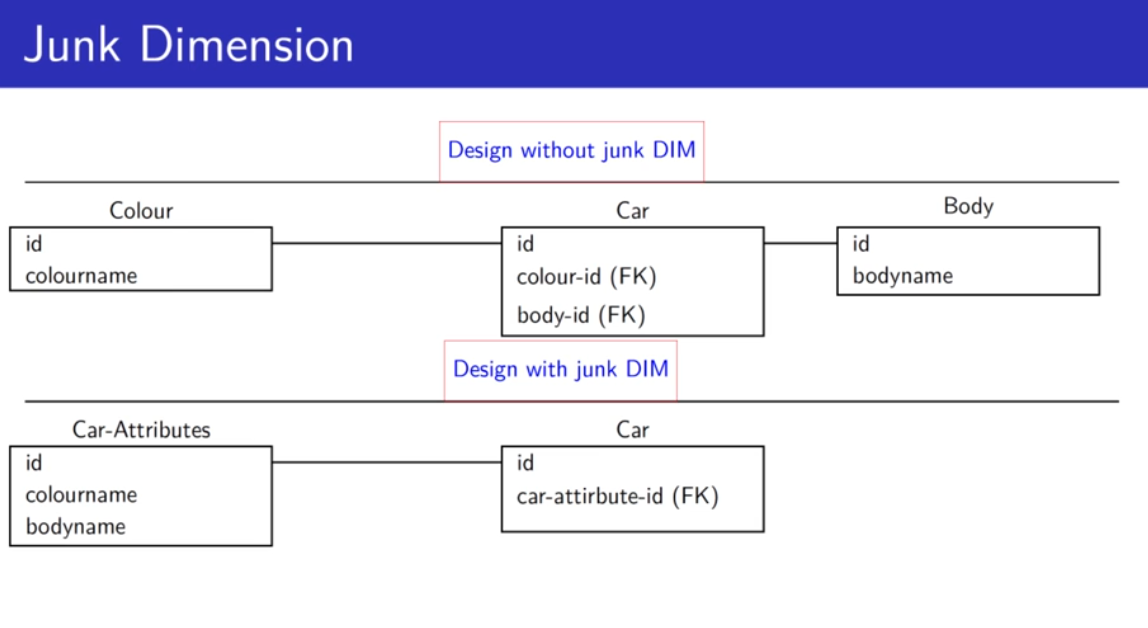 Junk Dimension
Design without junk DIM
Colour
id
colourname
Car
id
colour-id (FK)
body-id (FK)
Body
id
bodyname
Design with junk DIM
Car-Attributes
id
colourname
bodyname
Car
id
car-attirbute-id (FK)